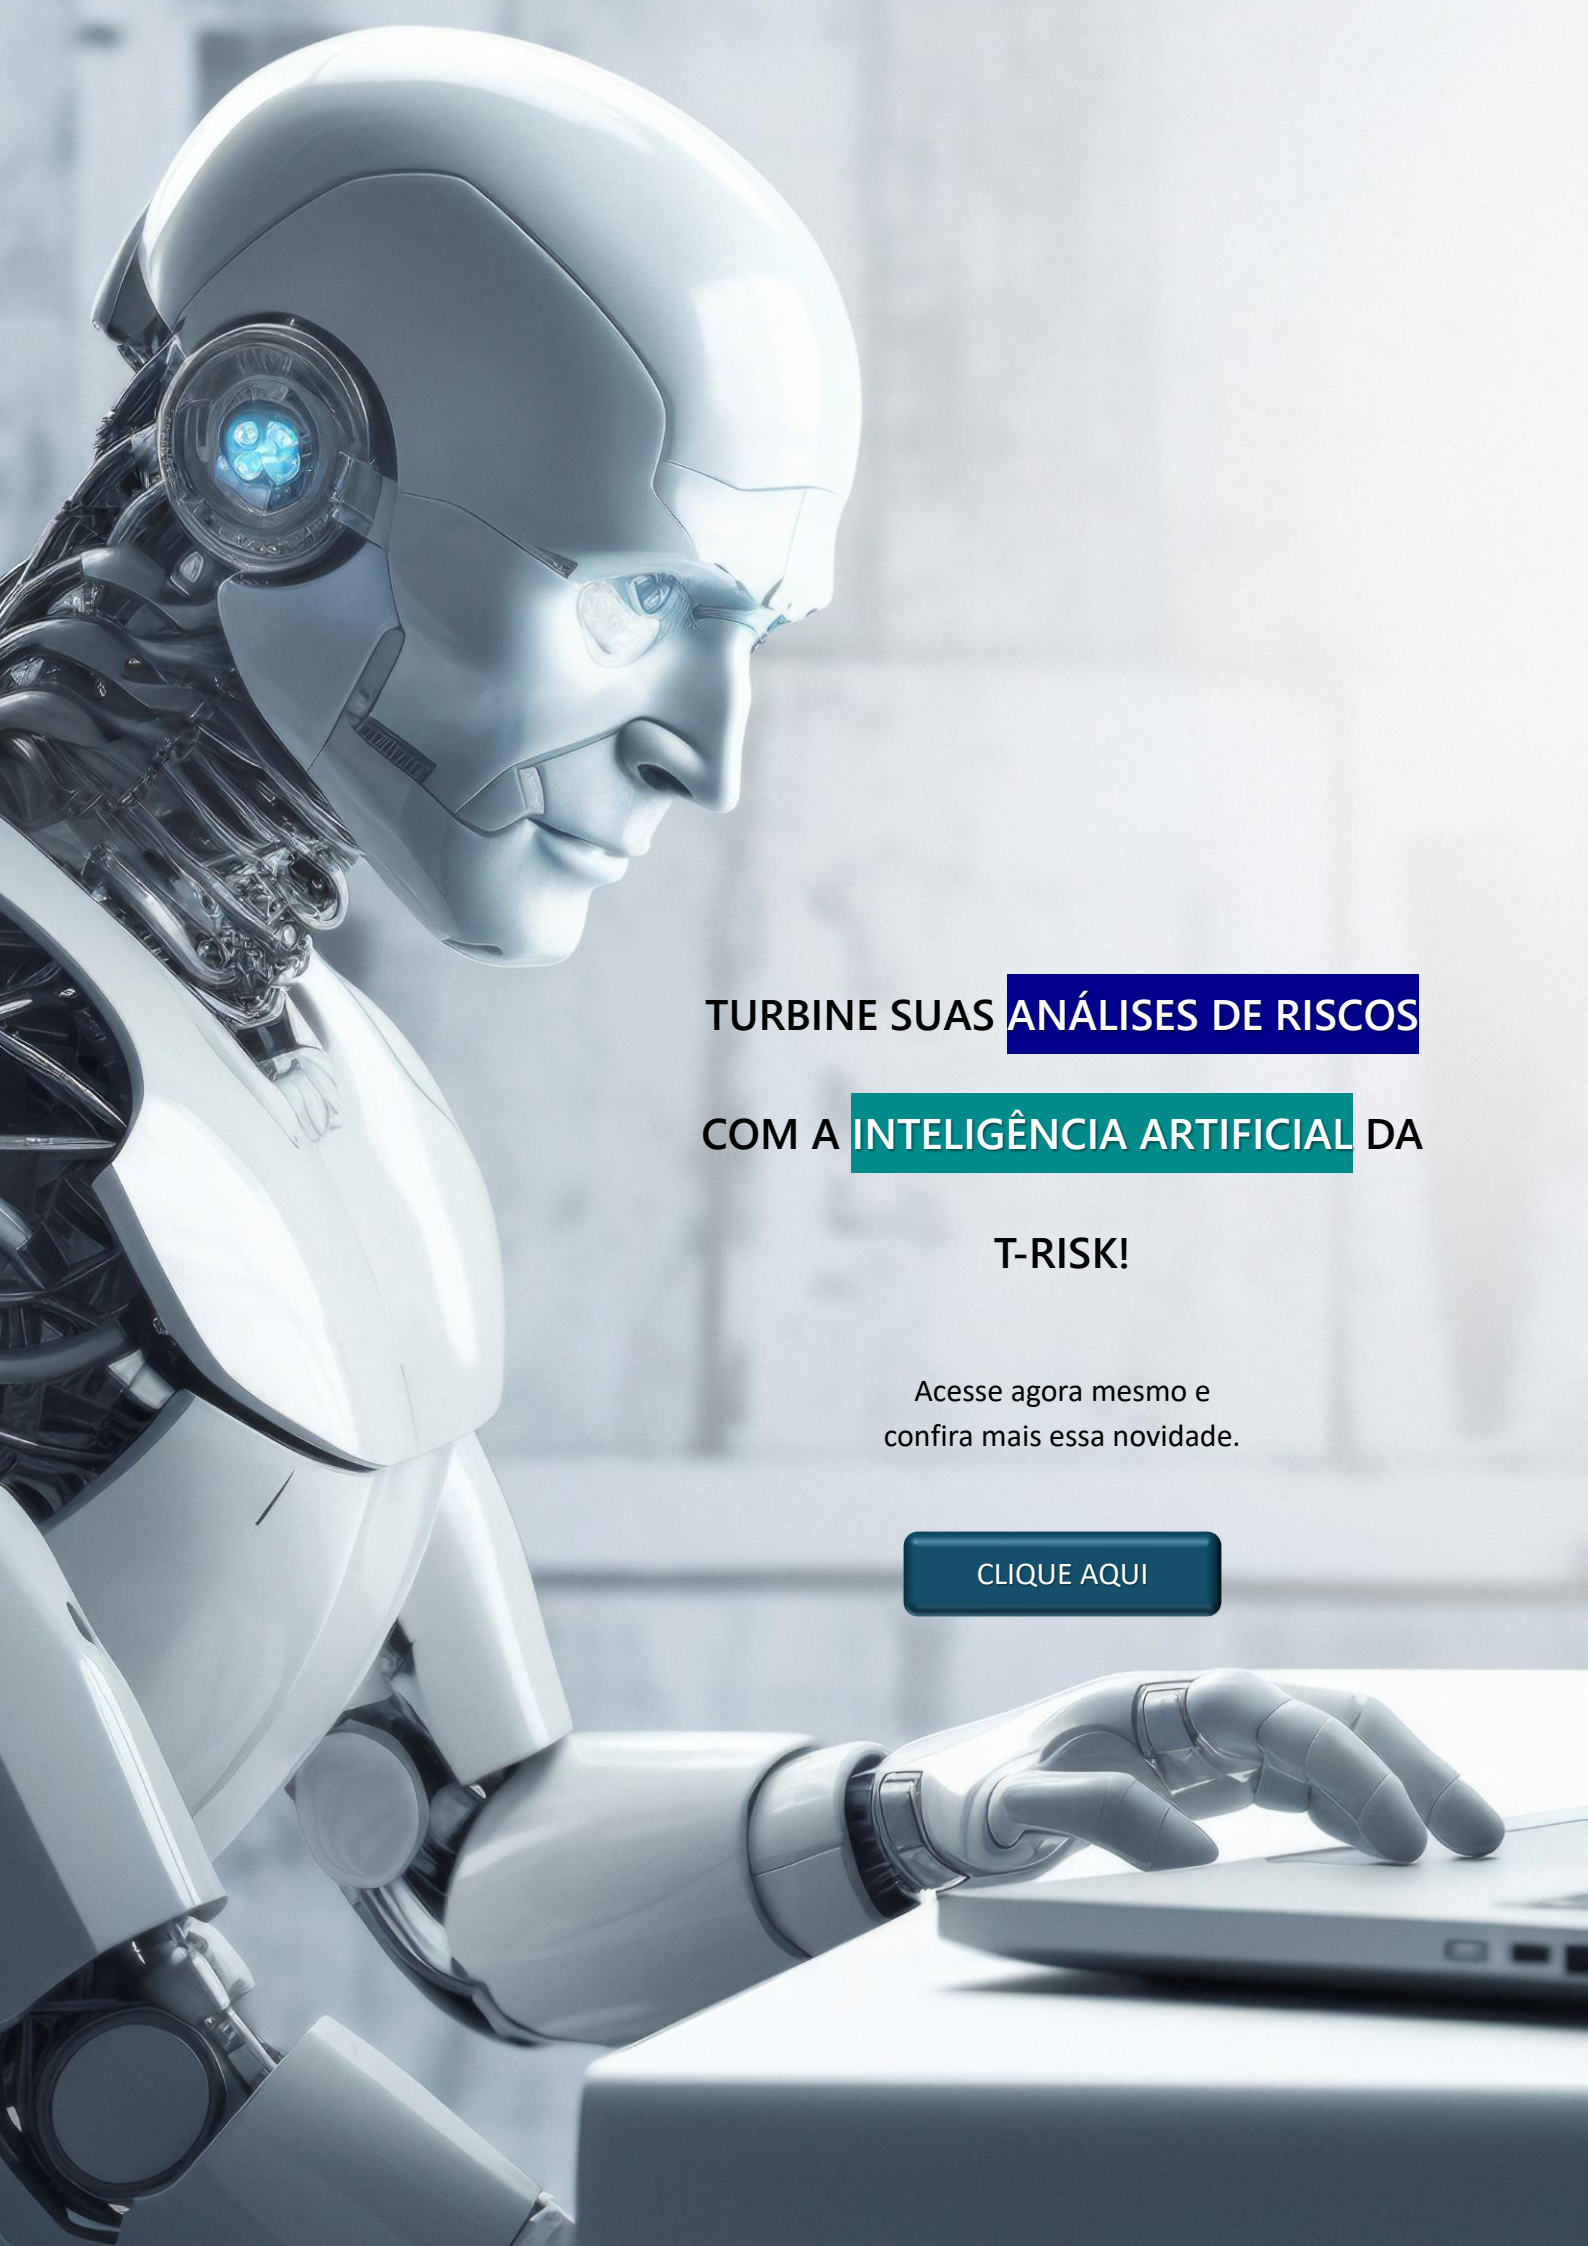 TURBINE SUAS ANÁLISES DE RISCOS
COM A INTELIGÊNCIA ARTIFICIAL DA
T-RISK!
Acesse agora mesmo e
confira mais essa novidade.
CLIQUE AQUI